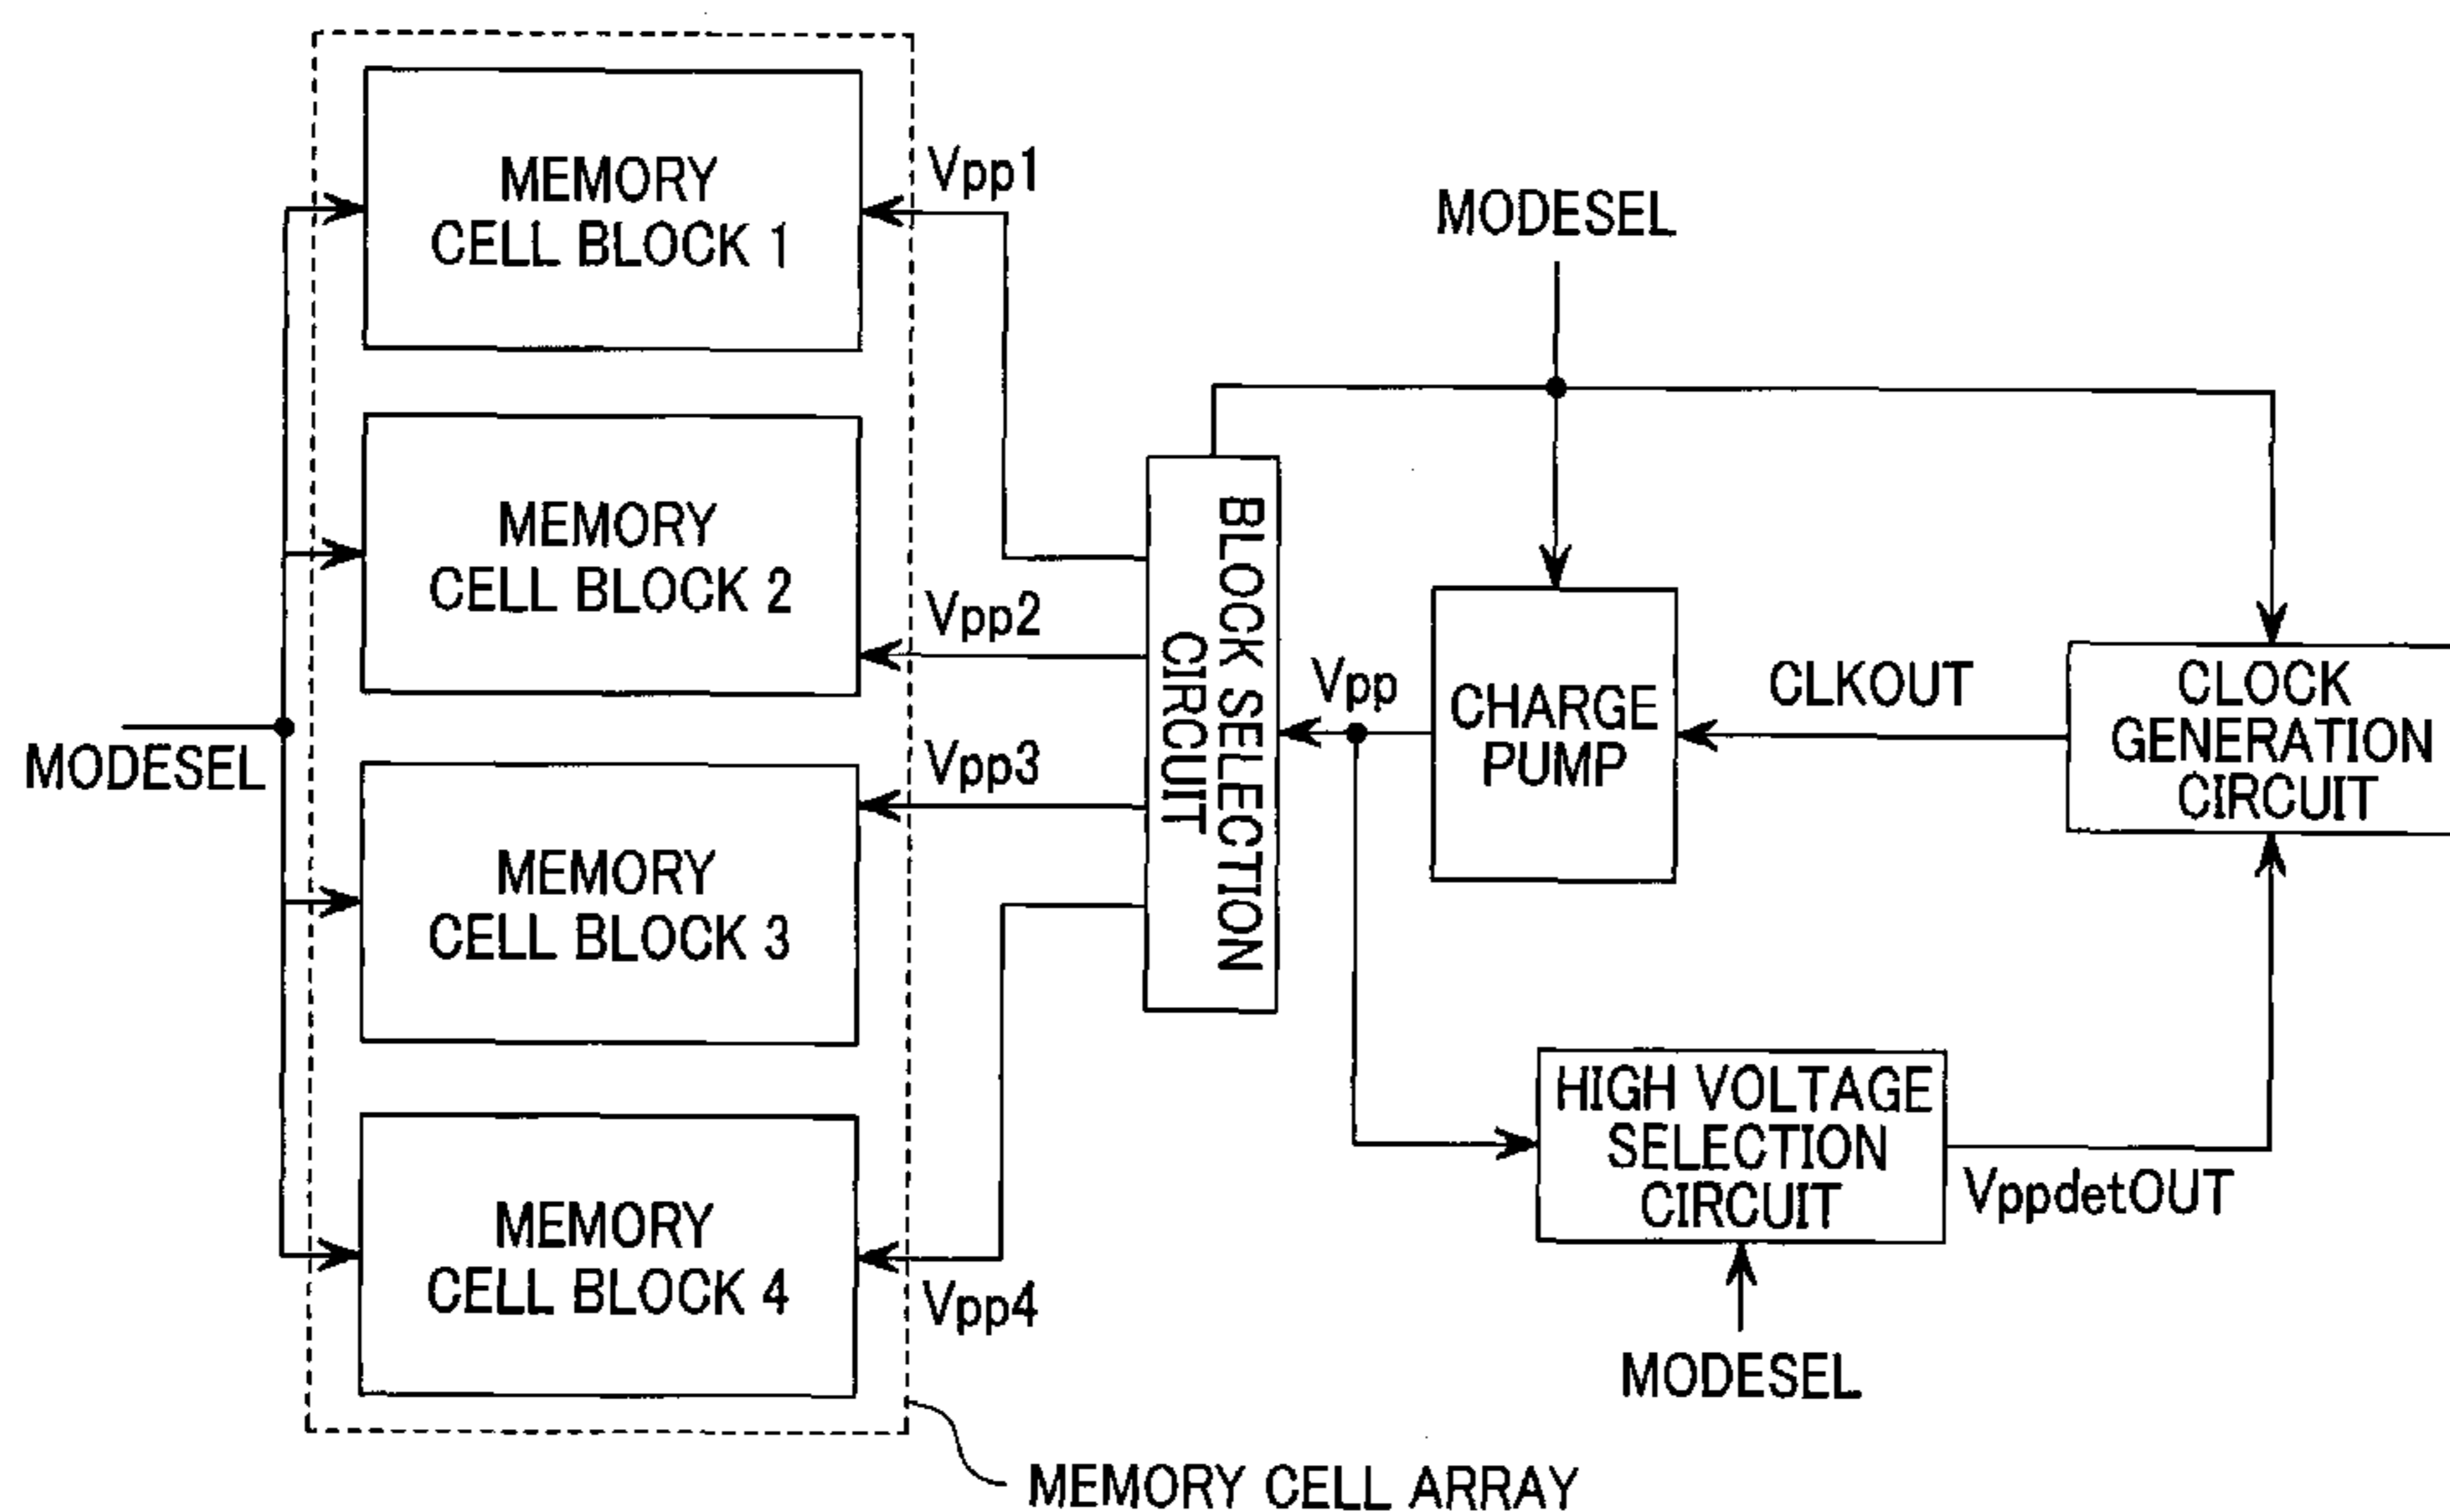 MEMORY
CELL BLOCK 1
Vpp1
MODESEL
MEMORY
CELL BLOCK 2
Vpp2
BLOCK SELECTION
CIRCUIT
Vpp
CHARGE
PUMP
CLKOUT
CLOCK
GENERATION
CIRCUIT
MODESEL
Vpp3
MEMORY
CELL BLOCK 3
HIGH VOLTAGE
SELECTION
CIRCUIT
VppdetOUT
MEMORY
CELL BLOCK 4
Vpp4
MODESEL
MEMORY CELL ARRAY